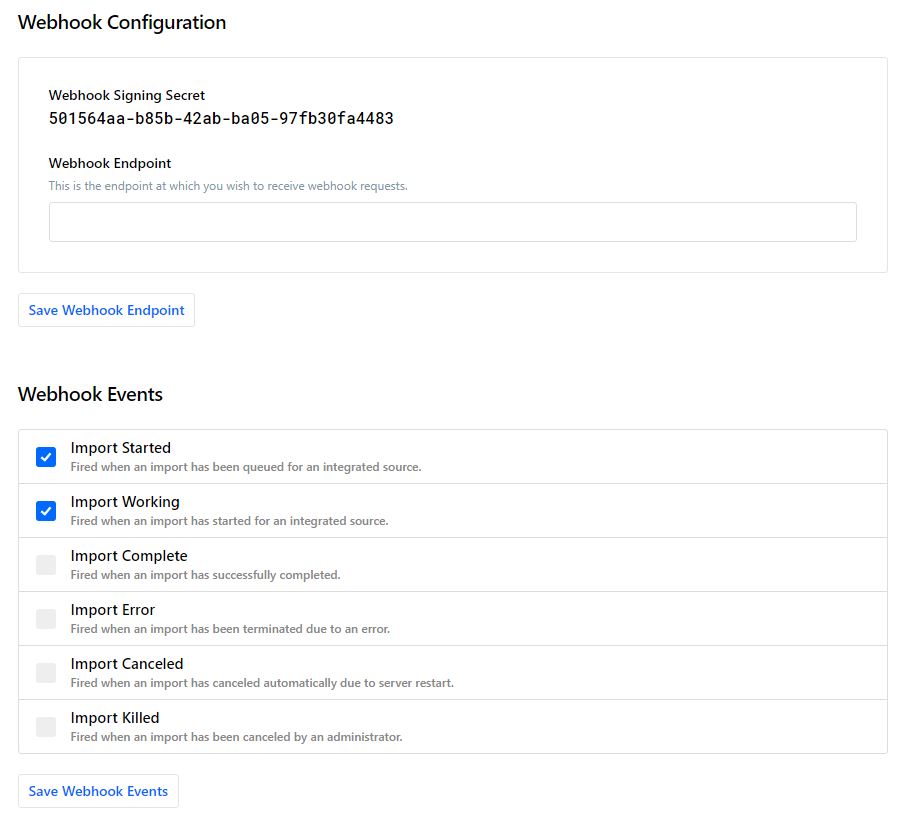 Webhook Configuration
Webhook Signing Secret
501564aa-b85b-42ab-ba05-97fb30fa4483
Webhook Endpoint
This is the endpoint at which you wish to receive webhook requests.
Save Webhook Endpoint
Webhook Events
Import Started
Fired when an import has been queued for an integrated source.
Import Working
Fired when an import has started for an integrated source.
Import Complete
Fired when an import has successfully completed.
Import Error
Fired when an import has been terminated due to an error.
Import Canceled
Fired when an import has canceled automatically due to server restart.
Import Killed
Fired when an import has been canceled by an administrator.
Save Webhook Events